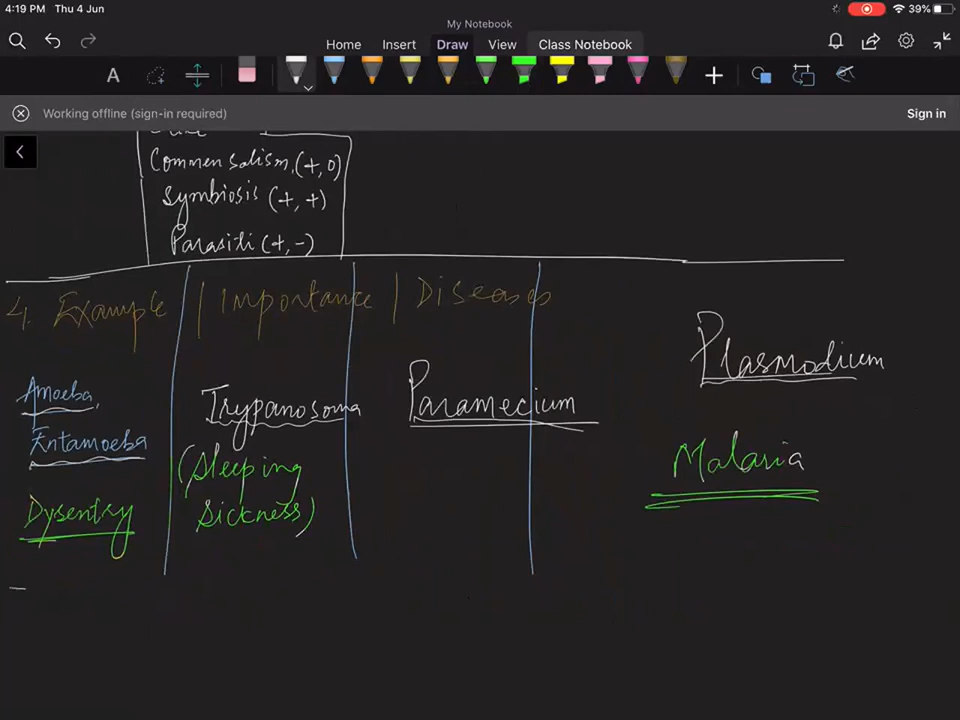 4:19 PM Thu 4 Jun
39%
My Notebook
Home Insert Draw View Class Notebook
A
Working offline (sign-in required)
Sign in
Commensalism, (+,0)
Symbiosis (+,+)
Parasiti (+,-)
4. Example | Importance | Diseases
Plasmodium
Amoeba,
Trypanosoma
Paramecium
Entamoeba
Malaria
(Sleeping
Dysentry
Sickness)